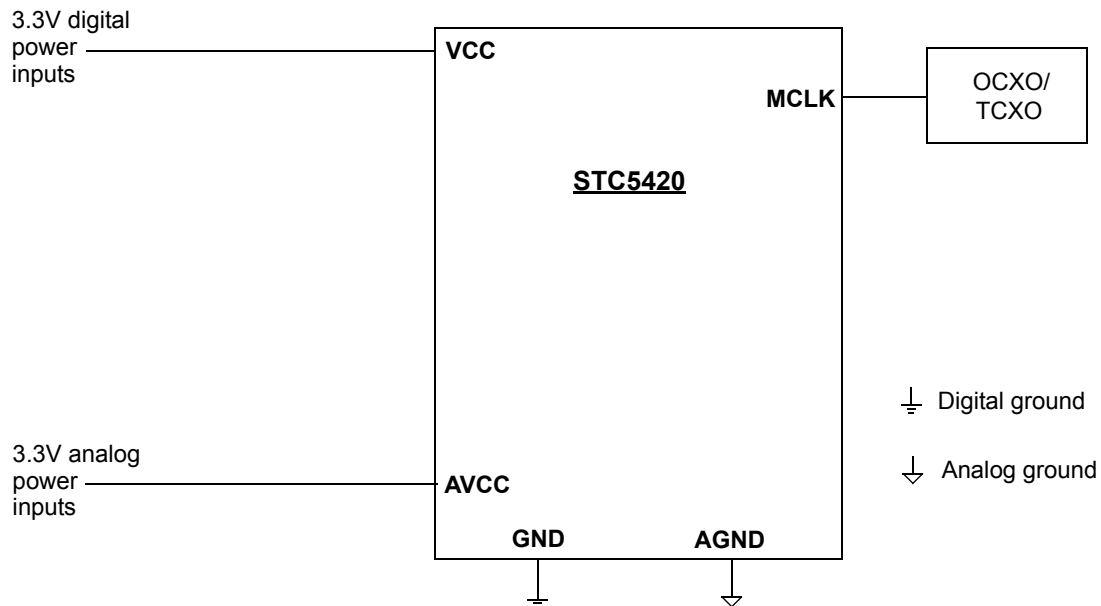 3.3V digital
power
inputs
VCC
MCLK
OCXO/
TCXO
STC5420
Digital ground
Analog ground
3.3V analog
power
inputs
AVCC
GND
AGND